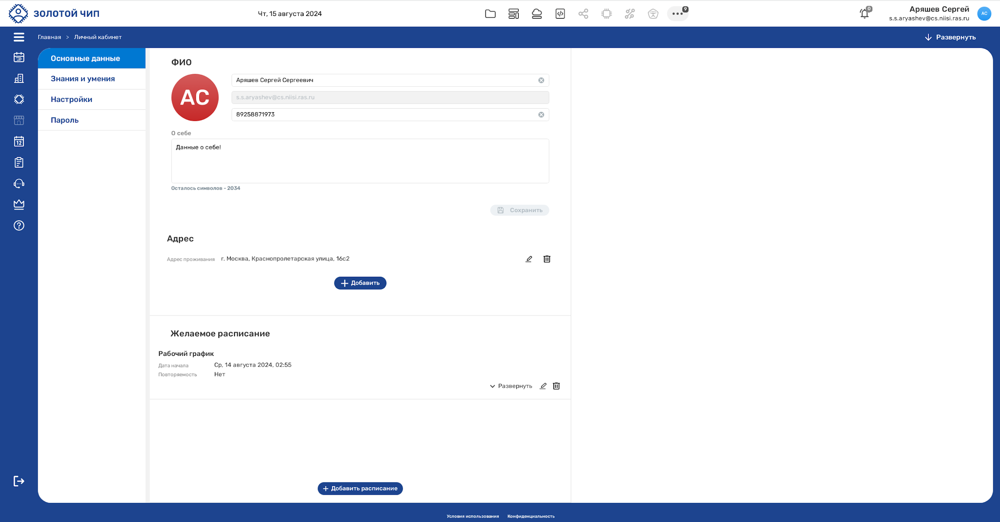 ЗОЛОТОЙ ЧИП
Чт, 15 августа 2024
9
0
Аряшев Сергей
s.s.aryashev@cs.niisi.ras.ru
АС
Главная > Личный кабинет
Развернуть
Основные данные
Знания и умения
Настройки
Пароль
12
ФИО
АС
Аряшев Сергей Сергеевич
s.s.aryashev@cs.niisi.ras.ru
89258871973
О себе
Данные о себе!
Осталось символов - 2034
Сохранить
Адрес
Адрес проживания г. Москва, Краснопролетарская улица, 16с2
Добавить
Желаемое расписание
Рабочий график
Дата начала Ср, 14 августа 2024, 02:55
Повторяемость Нет
Развернуть
Добавить расписание
Условия использования Конфиденциальность